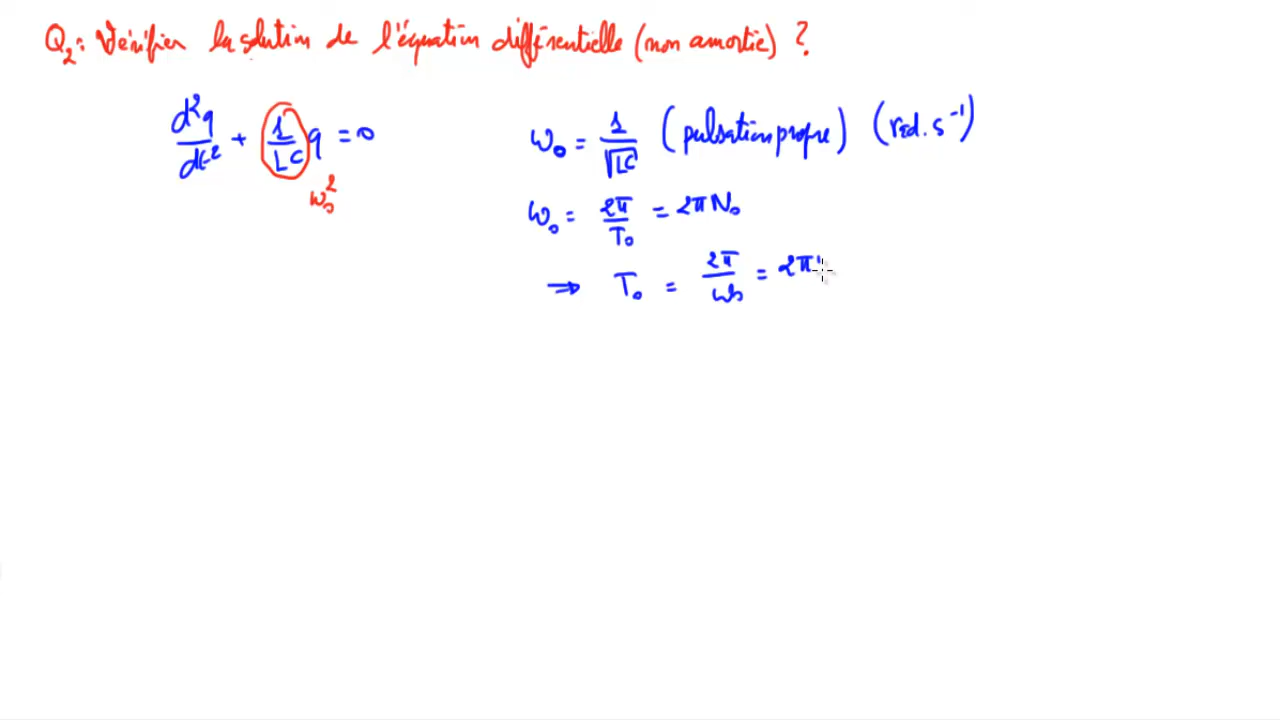 Q₂: Vérifier la solution de l'équation différentielle (non amortie) ?
d²q/dt² + 1/LC q = 0
ω₀²
ω₀ = 1/√LC (pulsation propre) (rad.s⁻¹)
ω₀ = 2π/T₀ = 2πN₀
⇒ T₀ = 2π/ω₀ = 2π